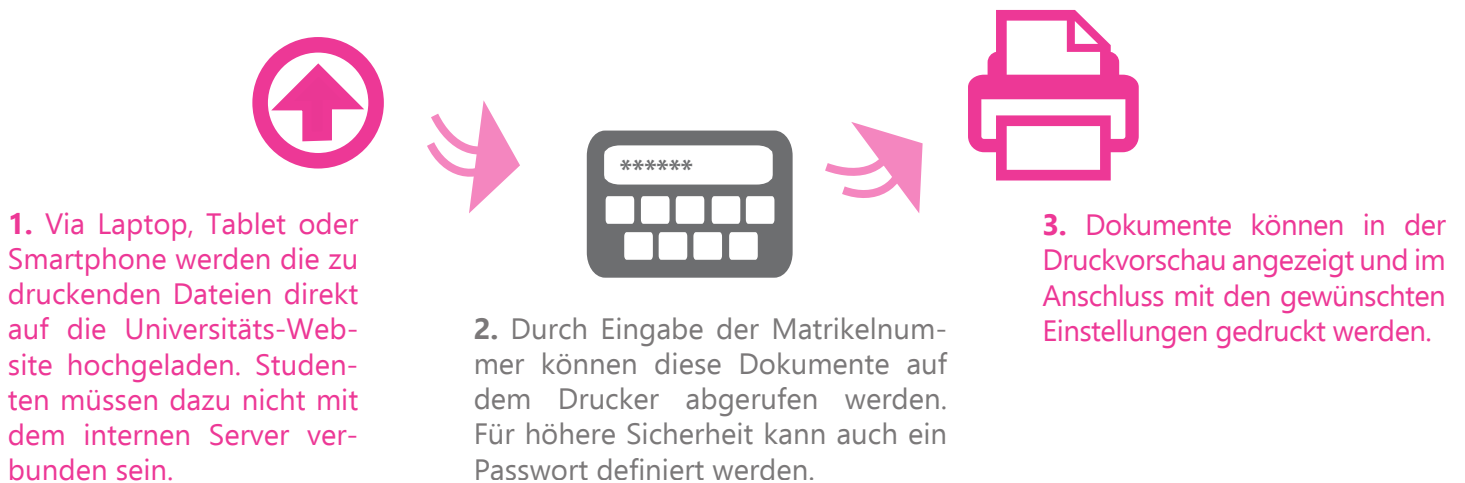 1. Via Laptop, Tablet oder
Smartphone werden die zu
druckenden Dateien direkt
auf die Universitäts-Web-
site hochgeladen. Studen-
ten müssen dazu nicht mit
dem internen Server ver-
bunden sein.
******
2. Durch Eingabe der Matrikelnum-
mer können diese Dokumente auf
dem Drucker abgerufen werden.
Für höhere Sicherheit kann auch ein
Passwort definiert werden.
3. Dokumente können in der
Druckvorschau angezeigt und im
Anschluss mit den gewünschten
Einstellungen gedruckt werden.